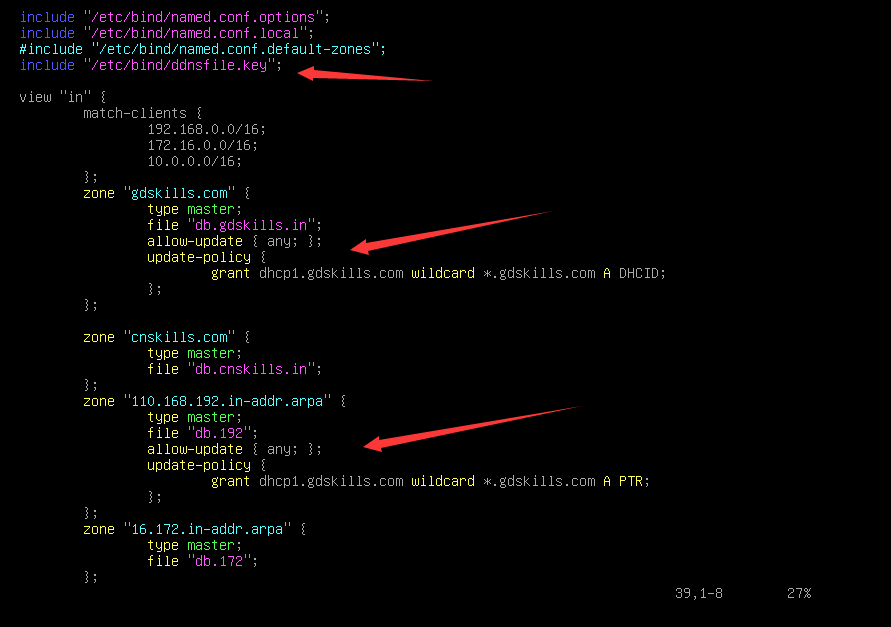 include "/etc/bind/named.conf.options";
include "/etc/bind/named.conf.local";
#include "/etc/bind/named.conf.default-zones";
include "/etc/bind/ddnsfile.key";
view "in" {
match-clients {
192.168.0.0/16;
172.16.0.0/16;
10.0.0.0/16;
};
zone "gdskills.com" {
type master;
file "db.gdskills.in";
allow-update { any; };
update-policy {
grant dhcp1.gdskills.com wildcard *.gdskills.com A DHCID;
};
};
zone "cnskills.com" {
type master;
file "db.cnskills.in";
};
zone "110.168.192.in-addr.arpa" {
type master;
file "db.192";
allow-update { any; };
update-policy {
grant dhcp1.gdskills.com wildcard *.gdskills.com A PTR;
};
};
zone "16.172.in-addr.arpa" {
type master;
file "db.172";
};
39,1-8 27%